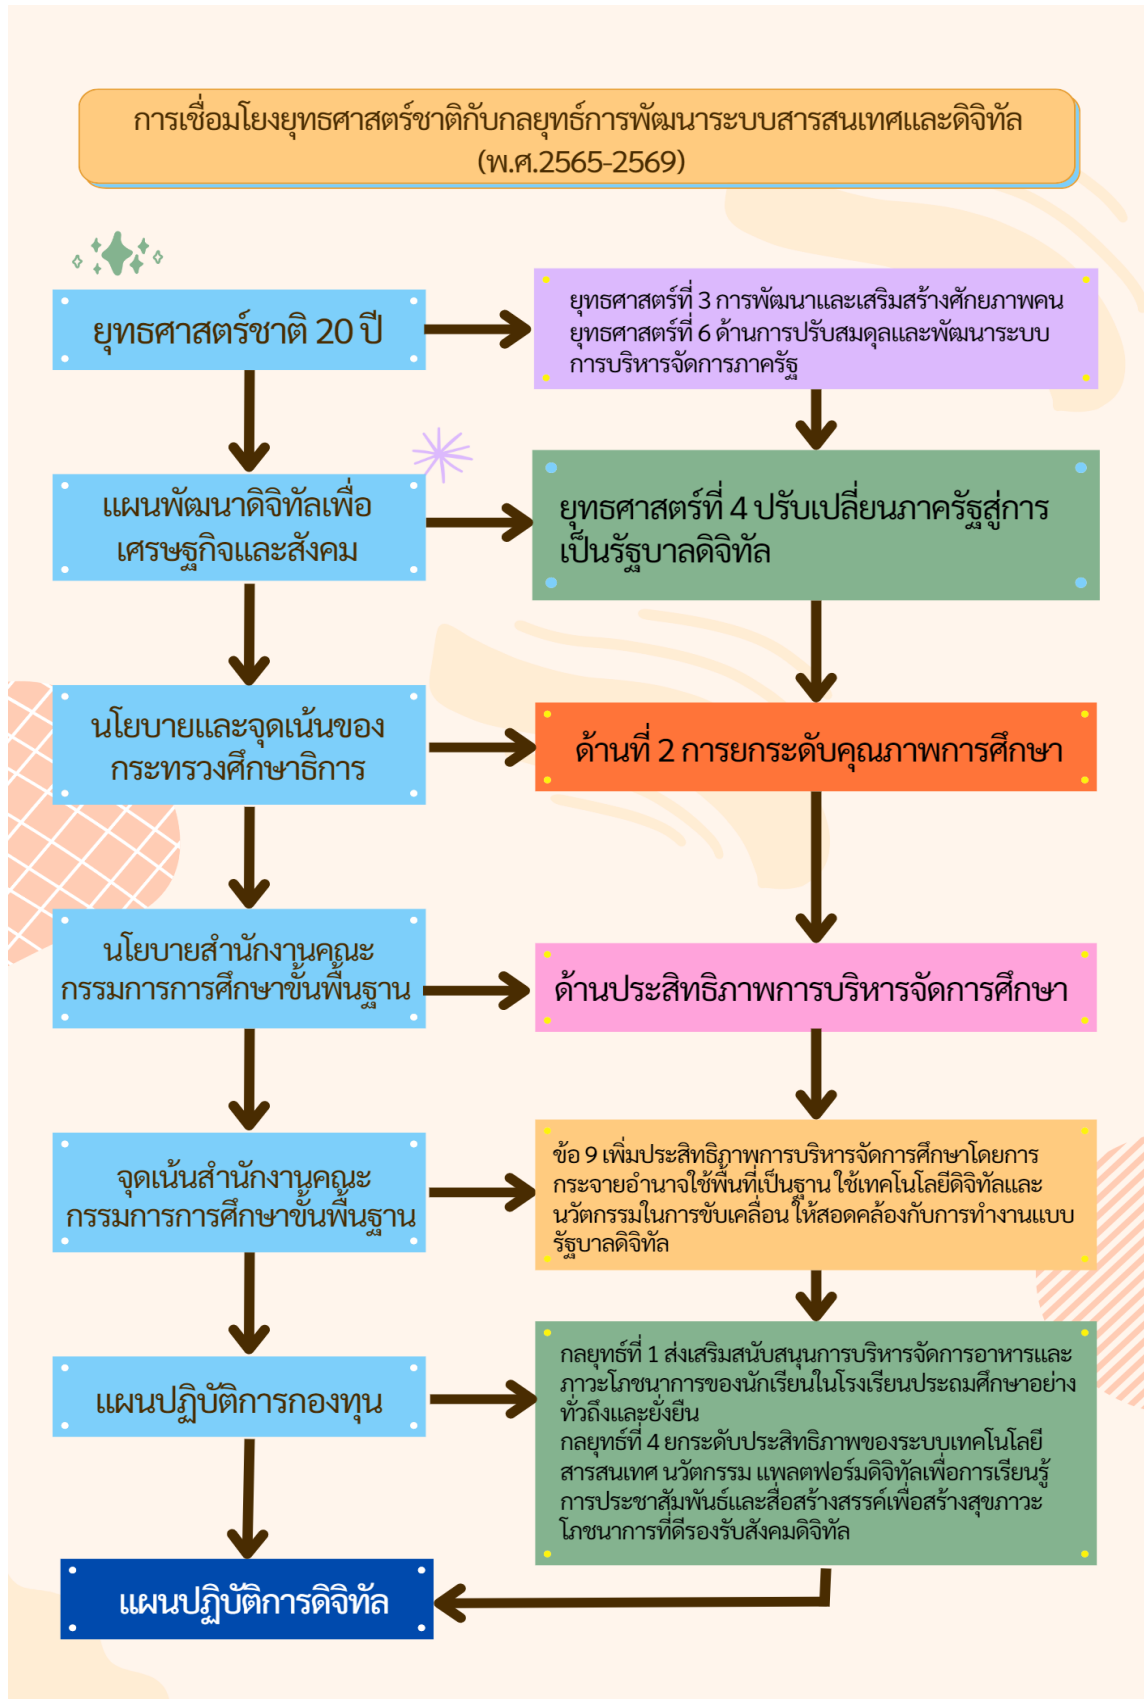 การเชื่อมโยงยุทธศาสตร์ชาติกับกลยุทธ์การพัฒนาระบบสารสนเทศและดิจิทัล
(พ.ศ.2565-2569)
ยุทธศาสตร์ชาติ 20 ปี
ยุทธศาสตร์ที่ 3 การพัฒนาและเสริมสร้างศักยภาพคน
ยุทธศาสตร์ที่ 6 ด้านการปรับสมดุลและพัฒนาระบบ
การบริหารจัดการภาครัฐ
แผนพัฒนาดิจิทัลเพื่อ
เศรษฐกิจและสังคม
ยุทธศาสตร์ที่ 4 ปรับเปลี่ยนภาครัฐสู่การ
เป็นรัฐบาลดิจิทัล
นโยบายและจุดเน้นของ
กระทรวงศึกษาธิการ
ด้านที่ 2 การยกระดับคุณภาพการศึกษา
นโยบายสำนักงานคณะ
กรรมการการศึกษาขั้นพื้นฐาน
ด้านประสิทธิภาพการบริหารจัดการศึกษา
จุดเน้นสำนักงานคณะ
กรรมการการศึกษาขั้นพื้นฐาน
ข้อ 9 เพิ่มประสิทธิภาพการบริหารจัดการศึกษาโดยการ
กระจายอำนาจใช้พื้นที่เป็นฐาน ใช้เทคโนโลยีดิจิทัลและ
นวัตกรรมในการขับเคลื่อน ให้สอดคล้องกับการทำงานแบบ
รัฐบาลดิจิทัล
แผนปฏิบัติการกองทุน
กลยุทธ์ที่ 1 ส่งเสริมสนับสนุนการบริหารจัดการอาหารและ
ภาวะโภชนาการของนักเรียนในโรงเรียนประถมศึกษาอย่าง
ทั่วถึงและยั่งยืน
กลยุทธ์ที่ 4 ยกระดับประสิทธิภาพของระบบเทคโนโลยี
สารสนเทศ นวัตกรรม แพลตฟอร์มดิจิทัลเพื่อการเรียนรู้
การประชาสัมพันธ์และสื่อสร้างสรรค์เพื่อสร้างสุขภาวะ
โภชนาการที่ดีรองรับสังคมดิจิทัล
แผนปฏิบัติการดิจิทัล